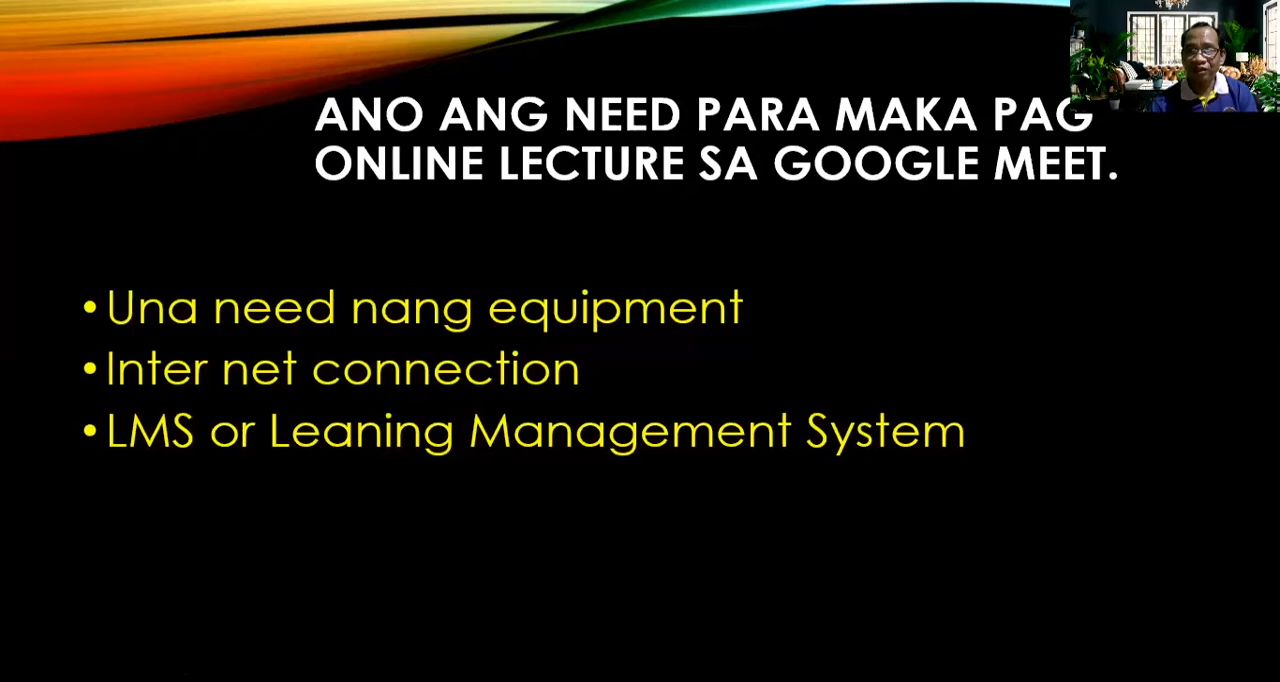 ANO ANG NEED PARA MAKA PAG
ONLINE LECTURE SA GOOGLE MEET.
•Una need nang equipment
•Inter net connection
•LMS or Leaning Management System